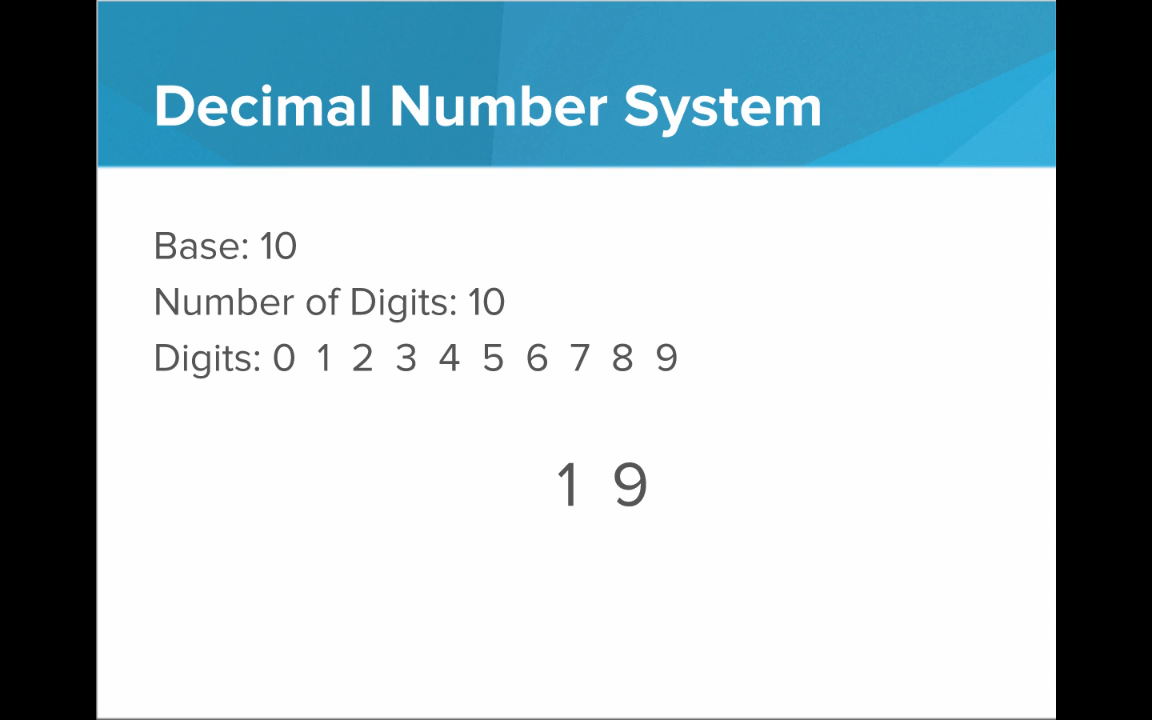 Decimal Number System
Base: 10
Number of Digits: 10
Digits: 0 1 2 3 4 5 6 7 8 9
1 9